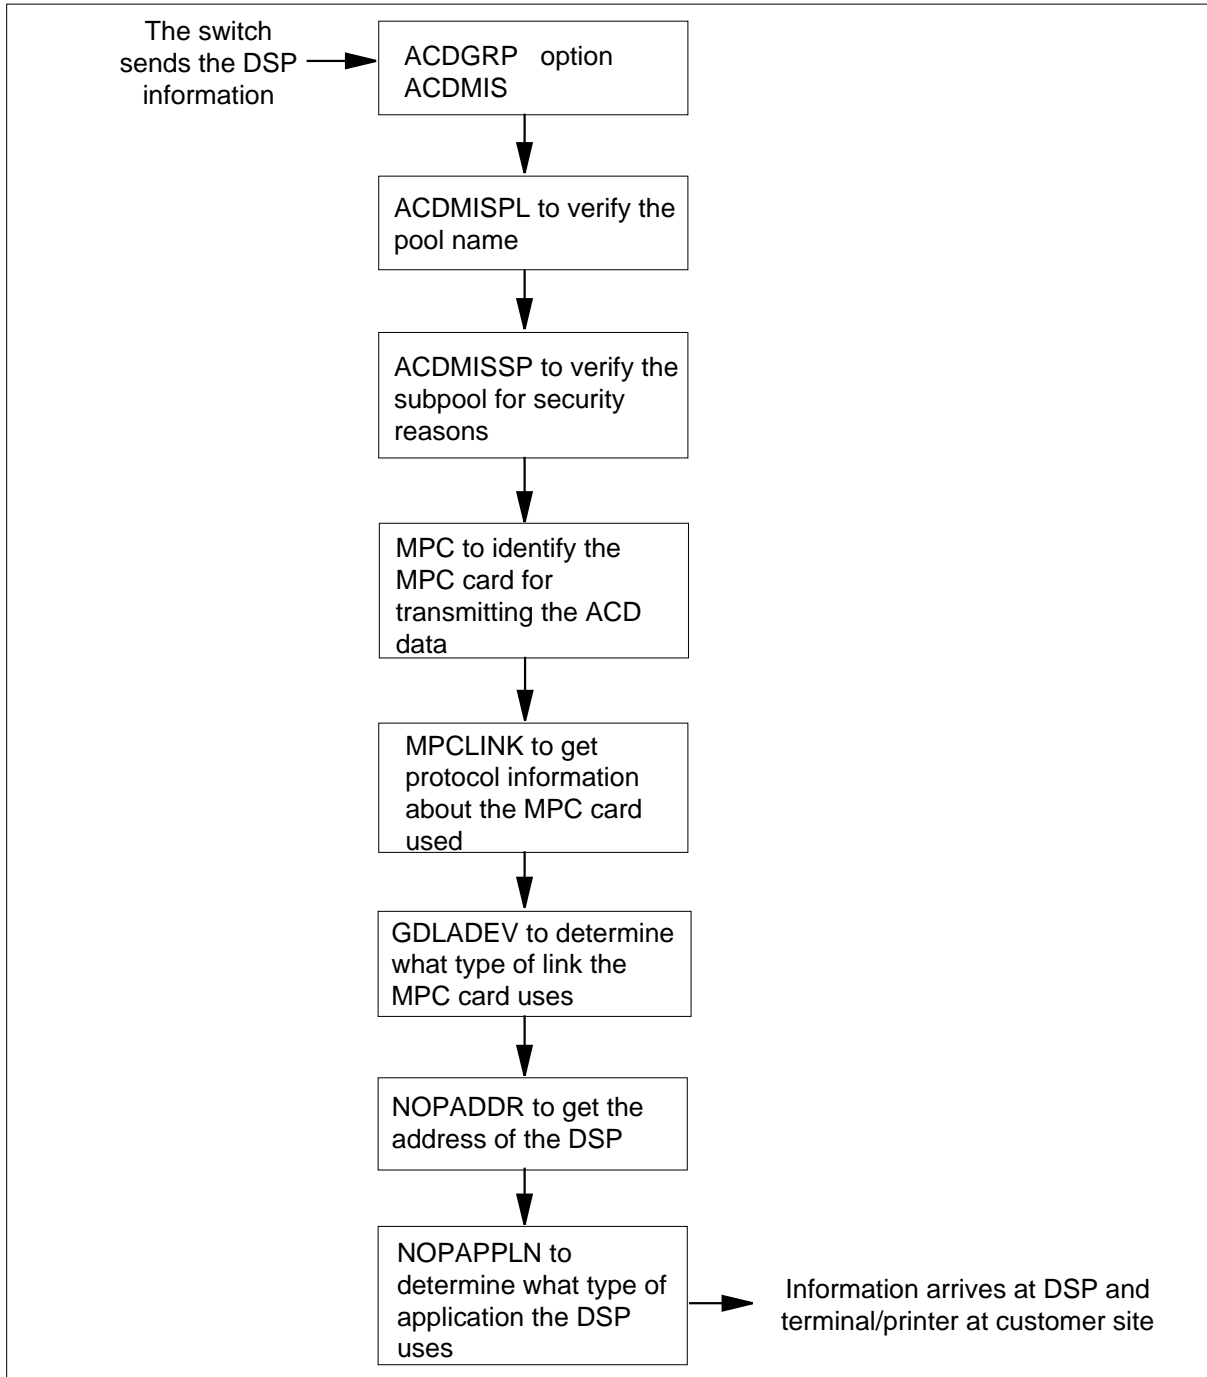 The switch
sends the DSP
information
ACDGRP option
ACDMIS
ACDMISPL to verify the
pool name
ACDMISSP to verify the
subpool for security
reasons
MPC to identify the
MPC card for
transmitting the ACD
data
MPCLINK to get
protocol information
about the MPC card
used
GDLADEV to determine
what type of link the
MPC card uses
NOPADDR to get the
address of the DSP
NOPAPPLN to
determine what type of
application the DSP
uses
Information arrives at DSP and
terminal/printer at customer site